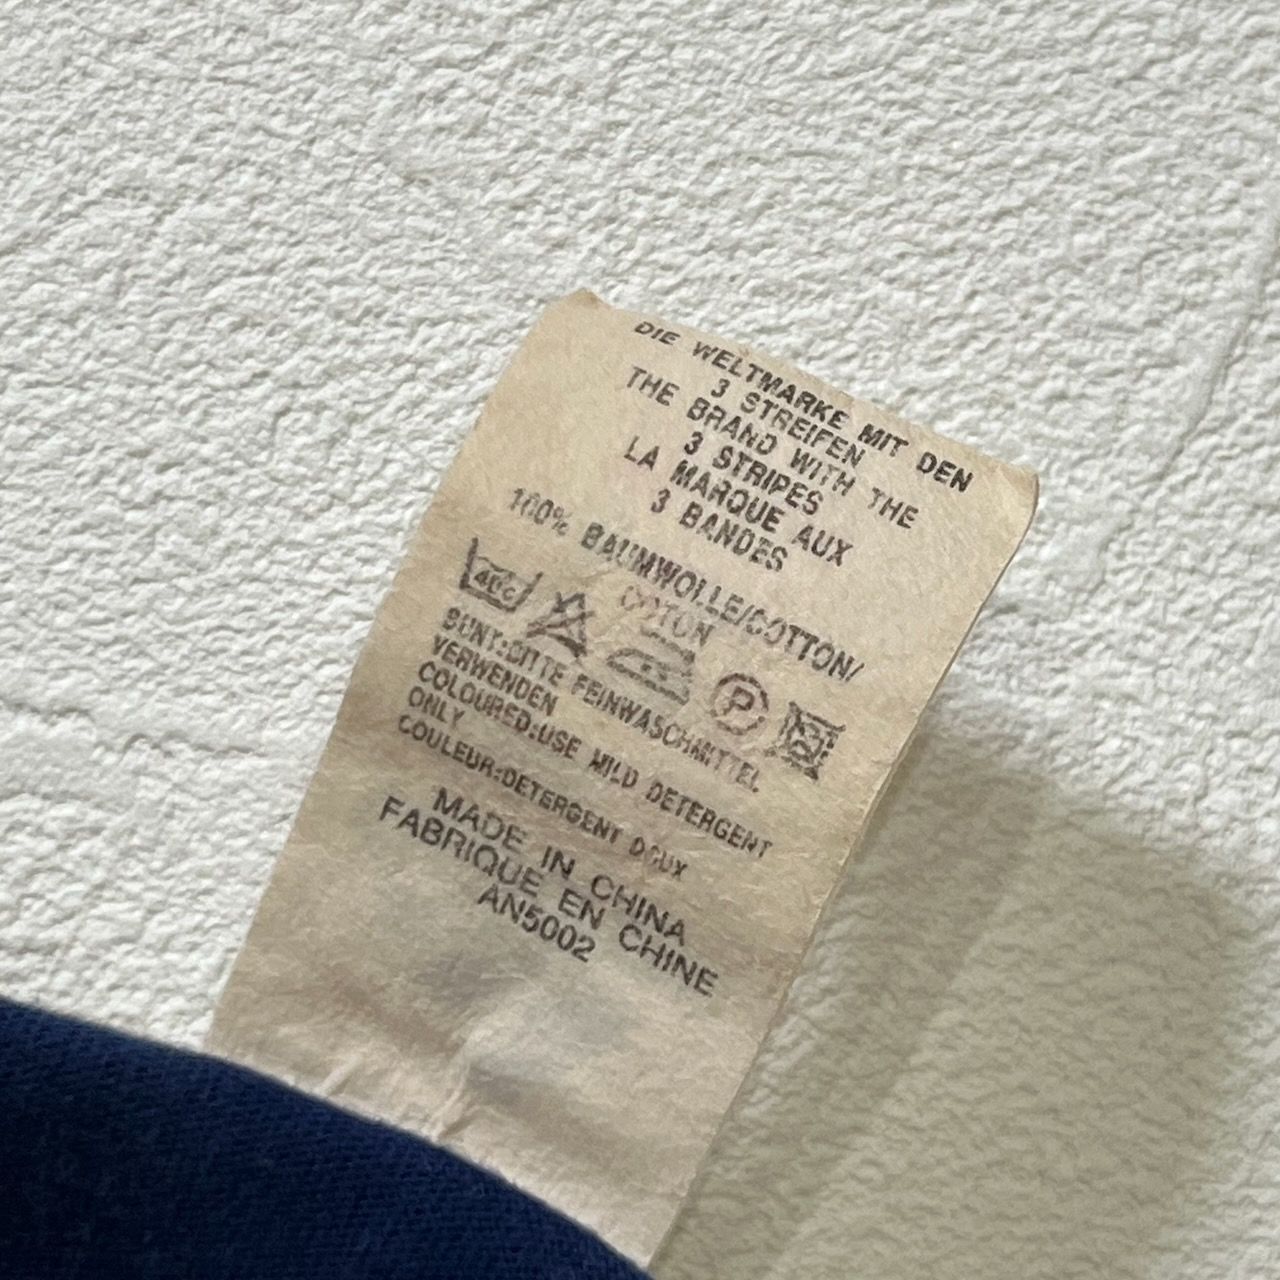 DIE WELTMARKE MIT DEN
3 STREIFEN
THE BRAND WITH THE
3 STRIPES
LA MARQUE AUX
3 BANDES
100% BAUMWOLLE/COTTON/
COTON
40°C
P
BUNT:BITTE FEINWASCHMITTEL
VERWENDEN
COLOURED:USE MILD DETERGENT
ONLY
COULEUR:DETERGENT DOUX
MADE IN CHINA
FABRIQUE EN CHINE
AN5002